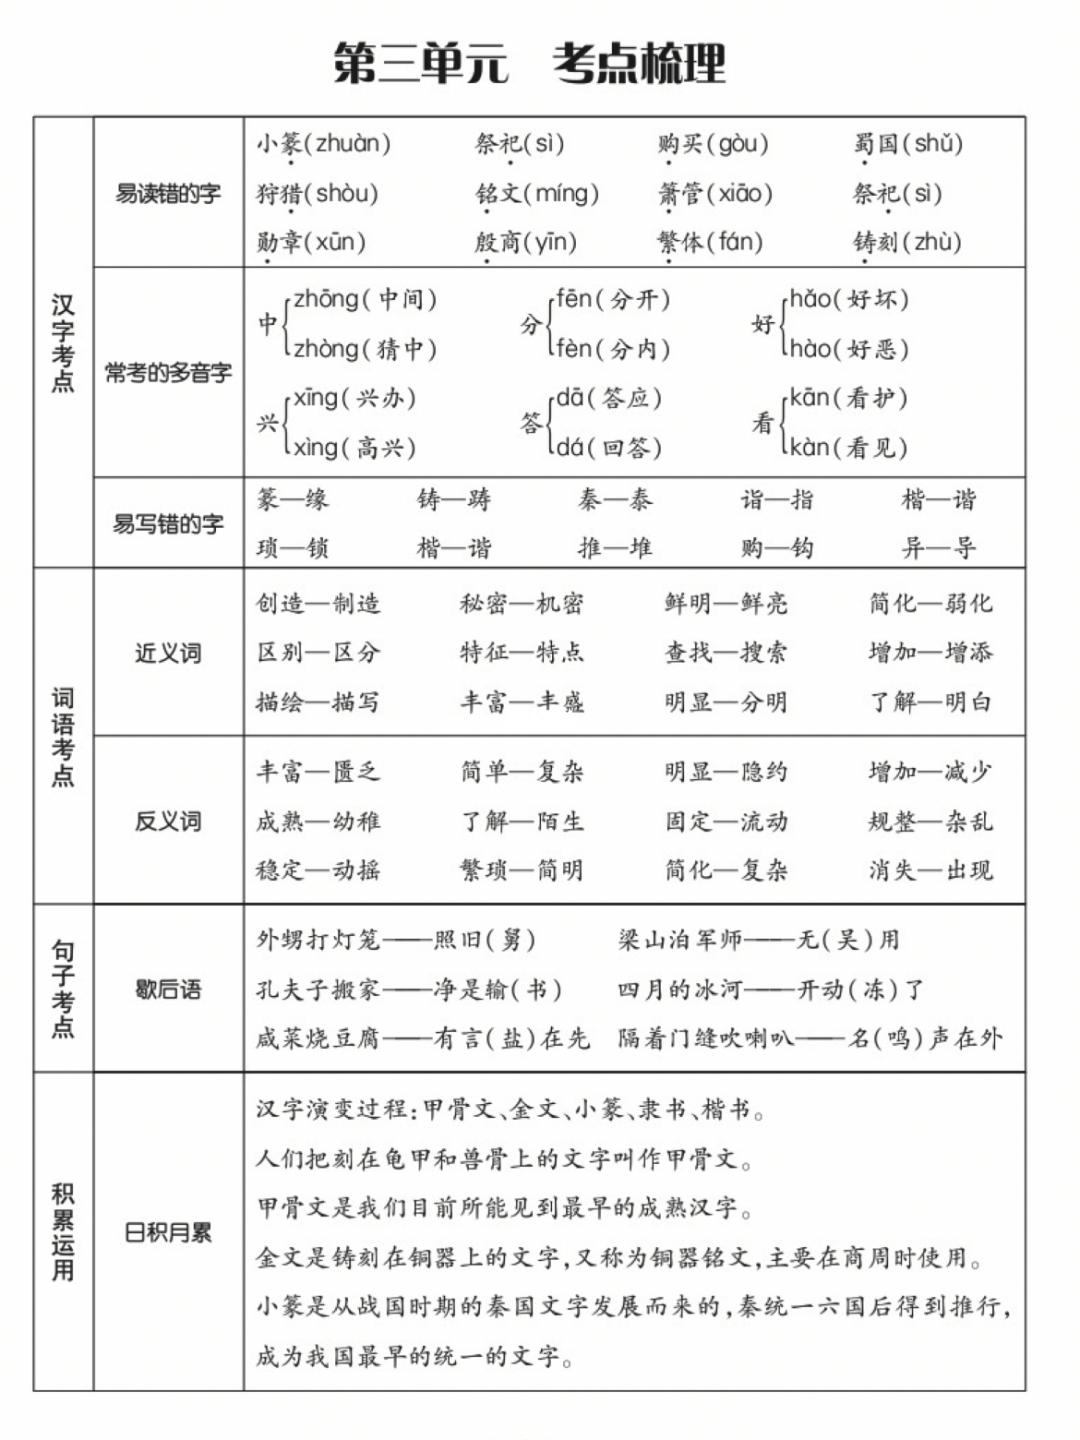 第三单元 考点梳理
汉字考点
易读错的字
小篆(zhuàn) 祭祀(sì) 购买(gòu) 蜀国(shǔ)
狩猎(shòu) 铭文(míng) 箫管(xiāo) 祭祀(sì)
勋章(xūn) 殷商(yīn) 繁体(fán) 铸刻(zhù)
常考的多音字
中 zhōng(中间) zhòng(猜中) 分 fēn(分开) fèn(分内) 好 hǎo(好坏) hào(好恶)
兴 xīng(兴办) xìng(高兴) 答 dā(答应) dá(回答) 看 kān(看护) kàn(看见)
易写错的字
篆—缘 铸—踌 秦—泰 诣—指 楷—谐
琐—锁 楷—谐 推—堆 购—钩 异—导
词语考点
近义词
创造—制造 秘密—机密 鲜明—鲜亮 简化—弱化
区别—区分 特征—特点 查找—搜索 增加—增添
描绘—描写 丰富—丰盛 明显—分明 了解—明白
反义词
丰富—匮乏 简单—复杂 明显—隐约 增加—减少
成熟—幼稚 了解—陌生 固定—流动 规整—杂乱
稳定—动摇 繁琐—简明 简化—复杂 消失—出现
句子考点
歇后语
外甥打灯笼——照旧(舅) 梁山泊军师——无(吴)用
孔夫子搬家——净是输(书) 四月的冰河——开动(冻)了
咸菜烧豆腐——有言(盐)在先 隔着门缝吹喇叭——名(鸣)声在外
积累运用
日积月累
汉字演变过程:甲骨文、金文、小篆、隶书、楷书。
人们把刻在龟甲和兽骨上的文字叫作甲骨文。
甲骨文是我们目前所能见到最早的成熟汉字。
金文是铸刻在铜器上的文字,又称为铜器铭文,主要在商周时使用。
小篆是从战国时期的秦国文字发展而来的,秦统一六国后得到推行,
成为我国最早的统一的文字。